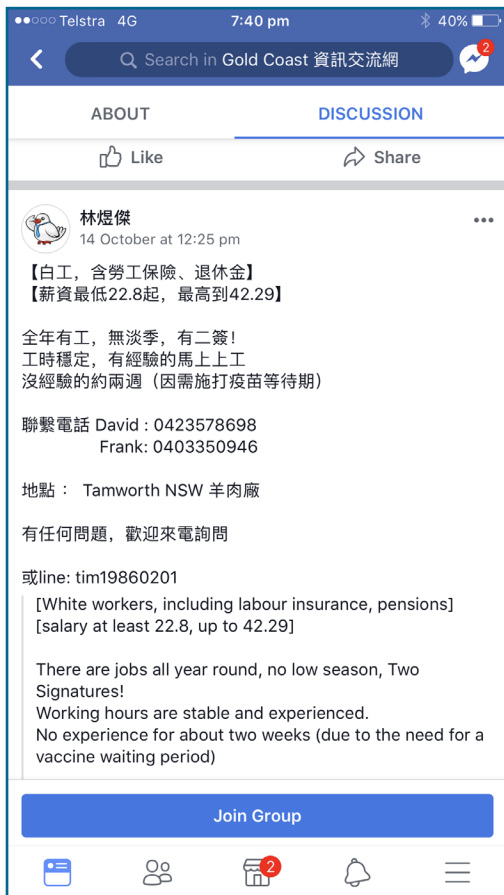 Telstra 4G 7:40 pm 40%
Search in Gold Coast 資訊交流網 2
ABOUT DISCUSSION
Like Share
林煜傑
14 October at 12:25 pm
【白工，含勞工保險、退休金】
【薪資最低22.8起，最高到42.29】
全年有工，無淡季，有二簽！
工時穩定，有經驗的馬上上工
沒經驗的約兩週（因需施打疫苗等待期）
聯繫電話 David : 0423578698
Frank: 0403350946
地點： Tamworth NSW 羊肉廠
有任何問題，歡迎來電詢問
或line: tim19860201
[White workers, including labour insurance, pensions]
[salary at least 22.8, up to 42.29]
There are jobs all year round, no low season, Two
Signatures!
Working hours are stable and experienced.
No experience for about two weeks (due to the need for a
vaccine waiting period)
Join Group
2